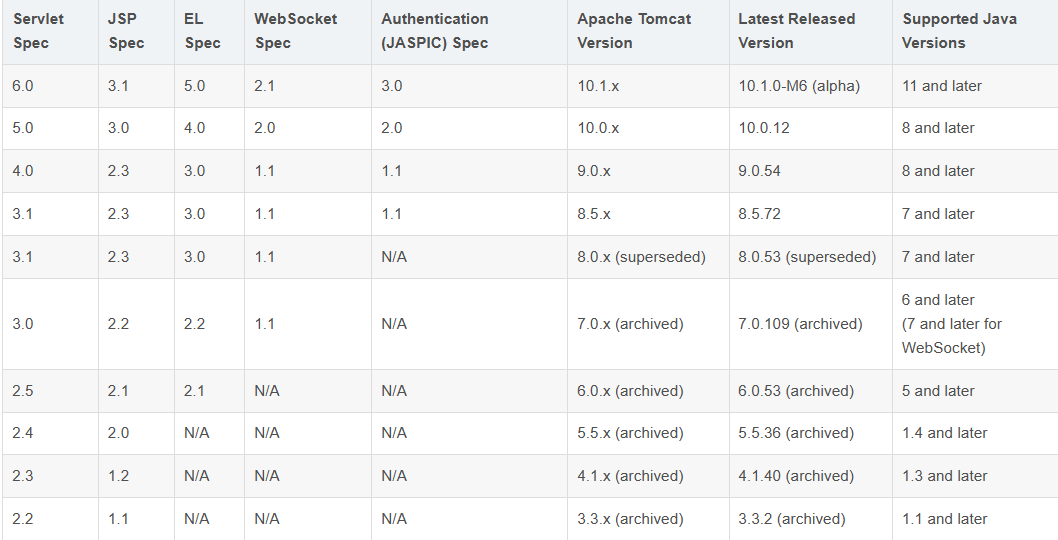 Servlet Spec JSP Spec EL Spec WebSocket Spec Authentication (JASPIC) Spec Apache Tomcat Version Latest Released Version Supported Java Versions
6.0 3.1 5.0 2.1 3.0 10.1.x 10.1.0-M6 (alpha) 11 and later
5.0 3.0 4.0 2.0 2.0 10.0.x 10.0.12 8 and later
4.0 2.3 3.0 1.1 1.1 9.0.x 9.0.54 8 and later
3.1 2.3 3.0 1.1 1.1 8.5.x 8.5.72 7 and later
3.1 2.3 3.0 1.1 N/A 8.0.x (superseded) 8.0.53 (superseded) 7 and later
3.0 2.2 2.2 1.1 N/A 7.0.x (archived) 7.0.109 (archived) 6 and later (7 and later for WebSocket)
2.5 2.1 2.1 N/A N/A 6.0.x (archived) 6.0.53 (archived) 5 and later
2.4 2.0 N/A N/A N/A 5.5.x (archived) 5.5.36 (archived) 1.4 and later
2.3 1.2 N/A N/A N/A 4.1.x (archived) 4.1.40 (archived) 1.3 and later
2.2 1.1 N/A N/A N/A 3.3.x (archived) 3.3.2 (archived) 1.1 and later